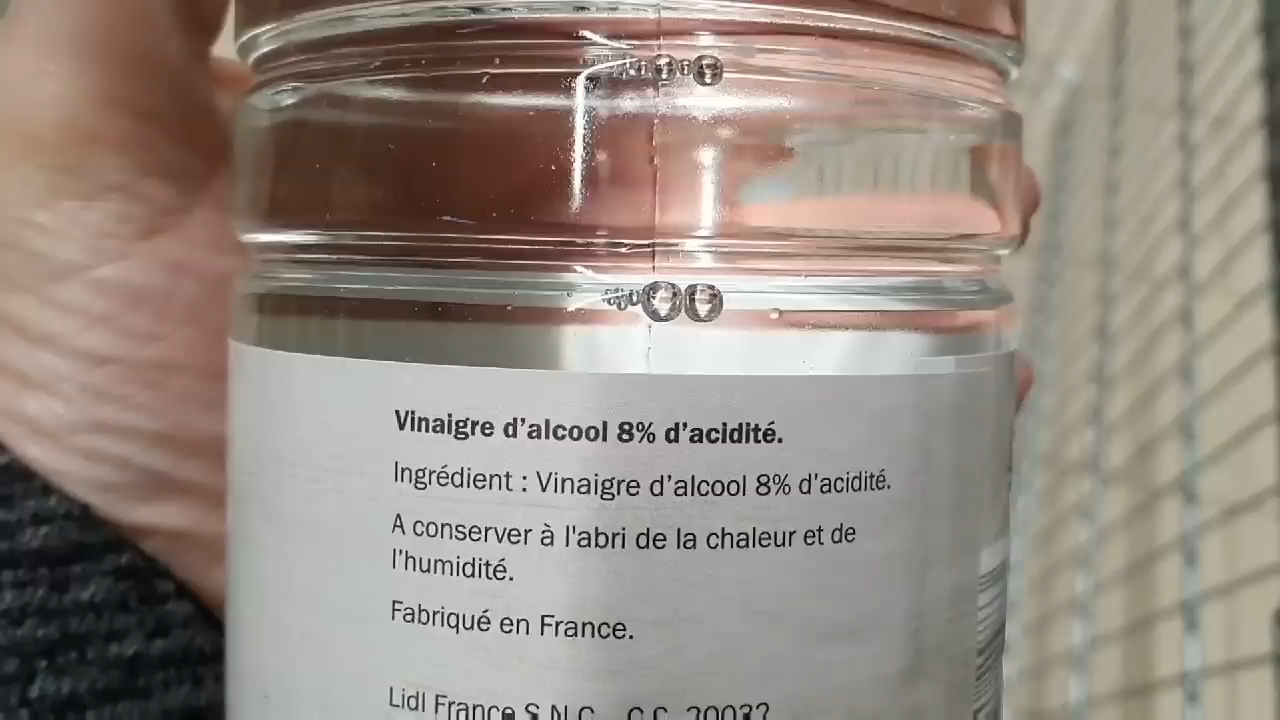 Vinaigre d'alcool 8% d'acidité.
Ingrédient : Vinaigre d'alcool 8% d'acidité.
A conserver à l'abri de la chaleur et de
l'humidité.
Fabriqué en France.
Lidl France S.N.C.